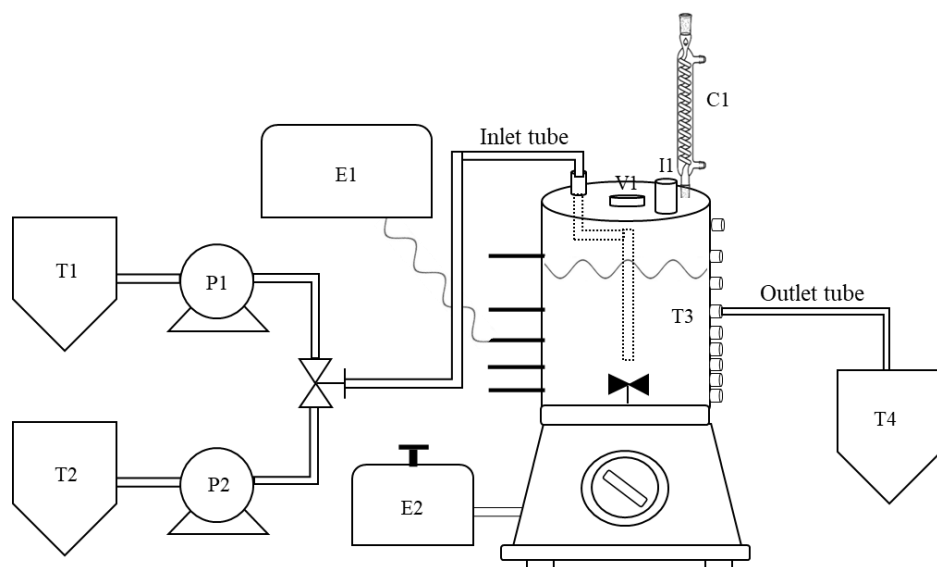 C1
Inlet tube
E1
I1
V1
T1
P1
Outlet tube
T3
T2
P2
E2
T4